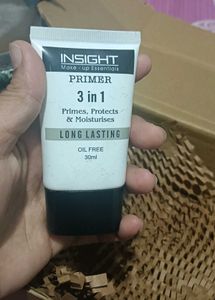 INSIGHT
Make-up Essentials
PRIMER
3 in 1
Primes, Protects
& Moisturises
LONG LASTING
OIL FREE
30ml